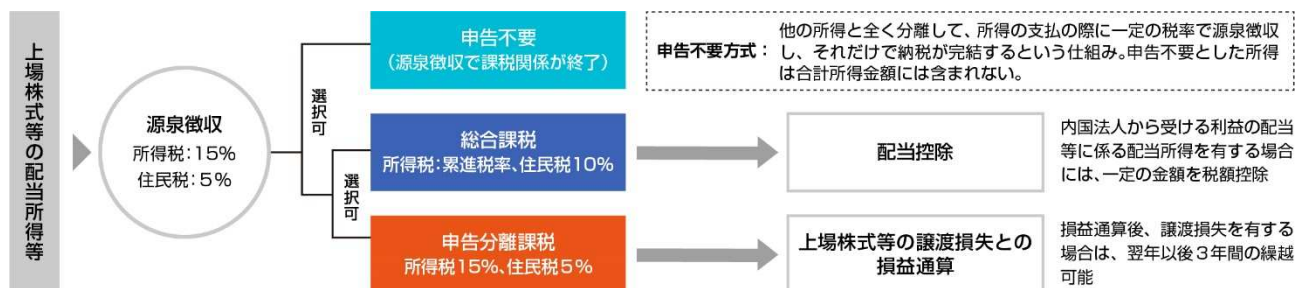 上場株式等の配当所得等
源泉徴収
所得税：15%
住民税：5%
選択可
選択可
申告不要
（源泉徴収で課税関係が終了）
申告不要方式：
他の所得と全く分離して、所得の支払の際に一定の税率で源泉徴収
し、それだけで納税が完結するという仕組み。申告不要とした所得
は合計所得金額には含まれない。
総合課税
所得税：累進税率、住民税10%
配当控除
内国法人から受ける利益の配当
等に係る配当所得を有する場合
には、一定の金額を税額控除
申告分離課税
所得税15%、住民税5%
上場株式等の譲渡損失との
損益通算
損益通算後、譲渡損失を有する
場合は、翌年以後3年間の繰越
可能